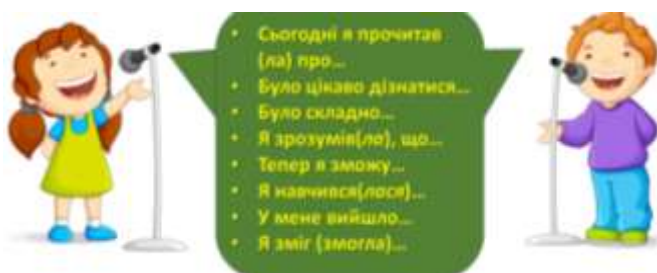 • Сьогодні я прочитав
(ла) про...
• Було цікаво дізнатися...
• Було складно...
• Я зрозумів(ла), що...
• Тепер я зможу...
• Я навчився(лася)...
• У мене вийшло...
• Я зміг (змогла)...